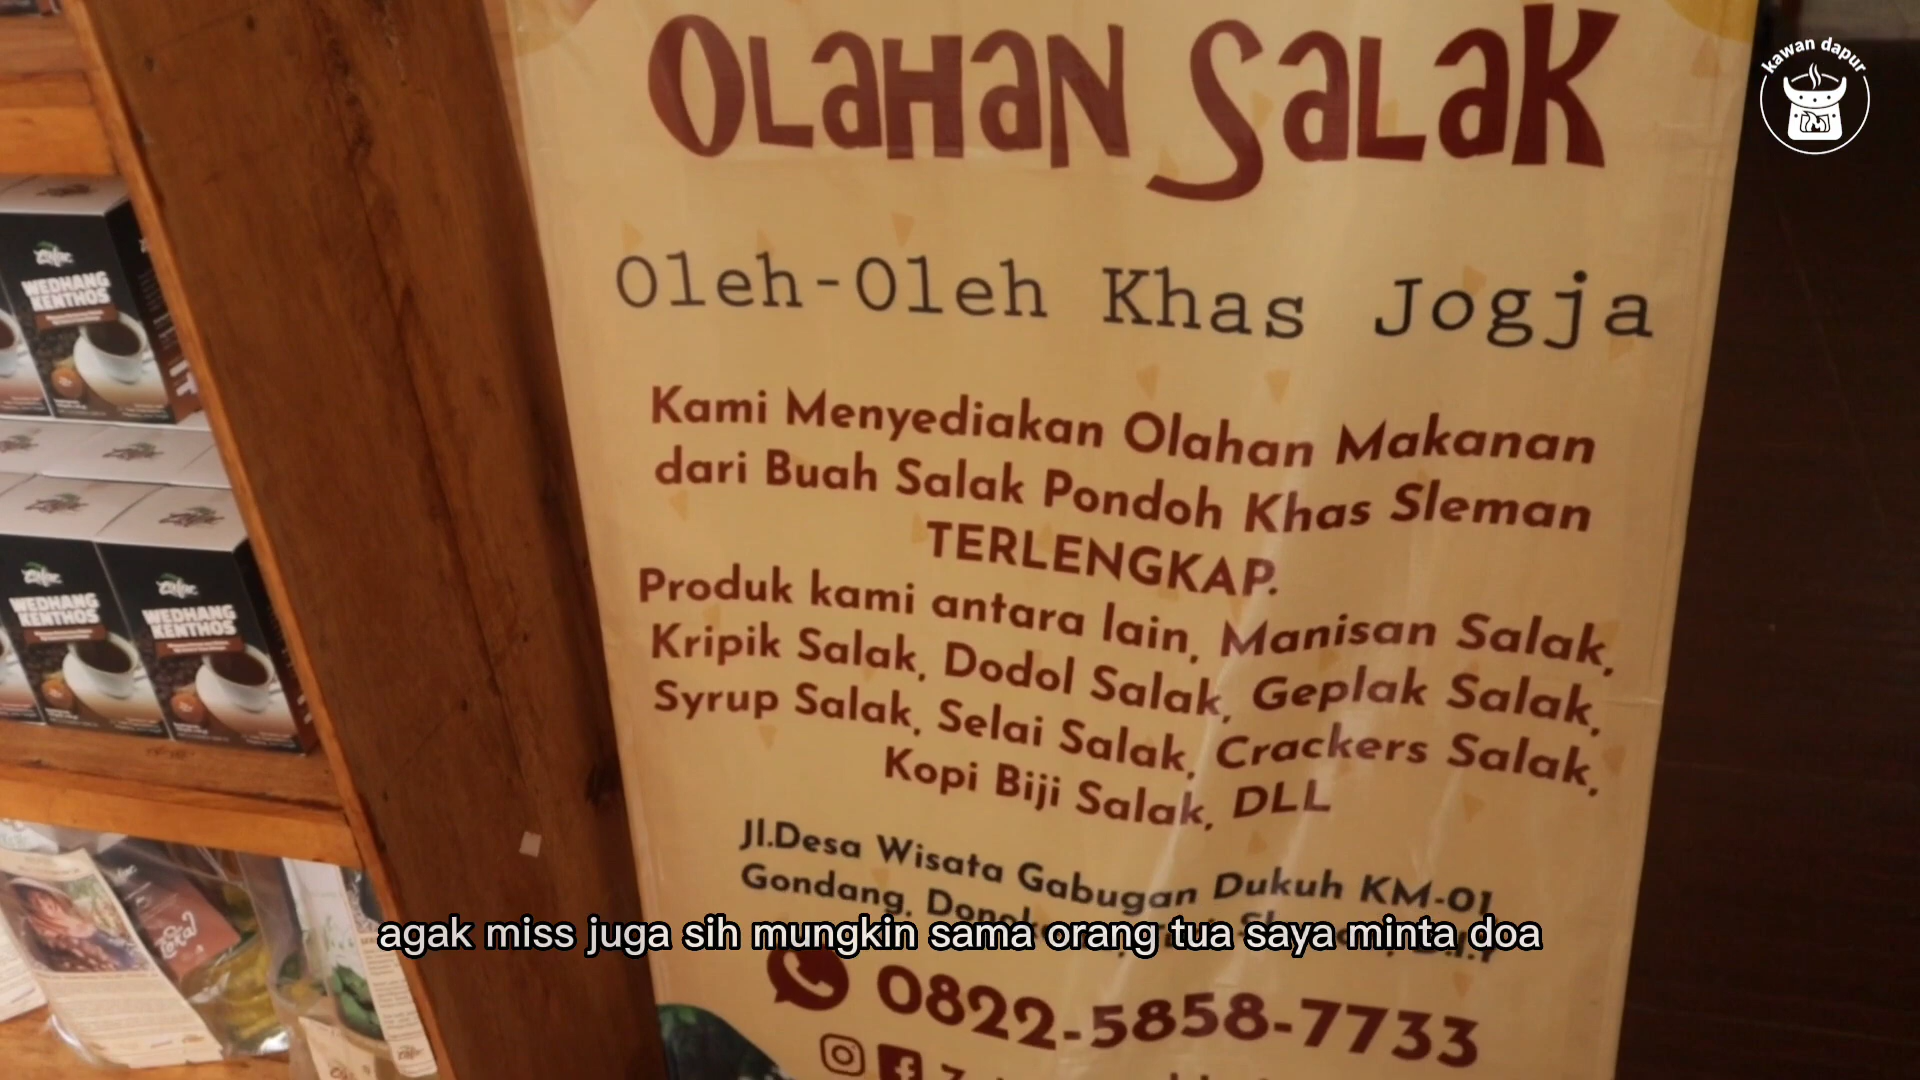 OLAHAN SALAK
Oleh-Oleh Khas Jogja
Kami Menyediakan Olahan Makanan
dari Buah Salak Pondoh Khas Sleman
TERLENGKAP.
Produk kami antara lain, Manisan Salak,
Kripik Salak, Dodol Salak, Geplak Salak,
Syrup Salak, Selai Salak, Crackers Salak,
Kopi Biji Salak, DLL
Jl.Desa Wisata Gabugan Dukuh KM-01
Gondang,
0822-5858-7733
agak miss juga sih mungkin sama orang tua saya minta doa
kawan dapur
WEDHANG
KENTHOS
WEDHANG
KENTHOS
WEDHANG
KENTHOS